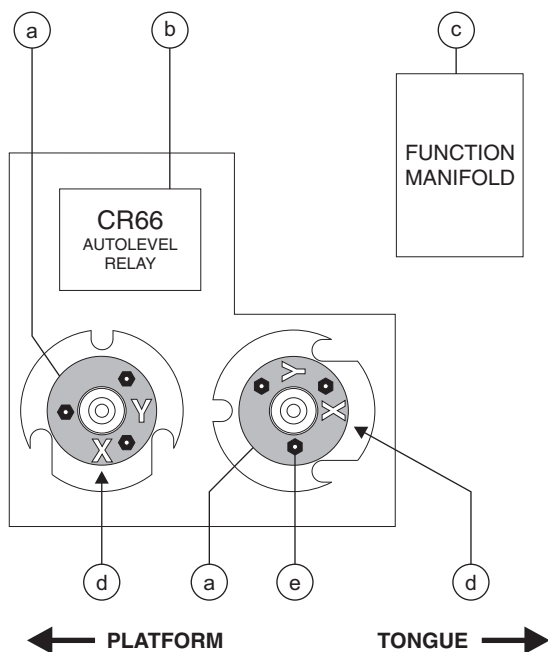 a
b
c
FUNCTION
MANIFOLD
CR66
AUTOLEVEL
RELAY
Y
X
Y
X
d
a
e
d
PLATFORM
TONGUE